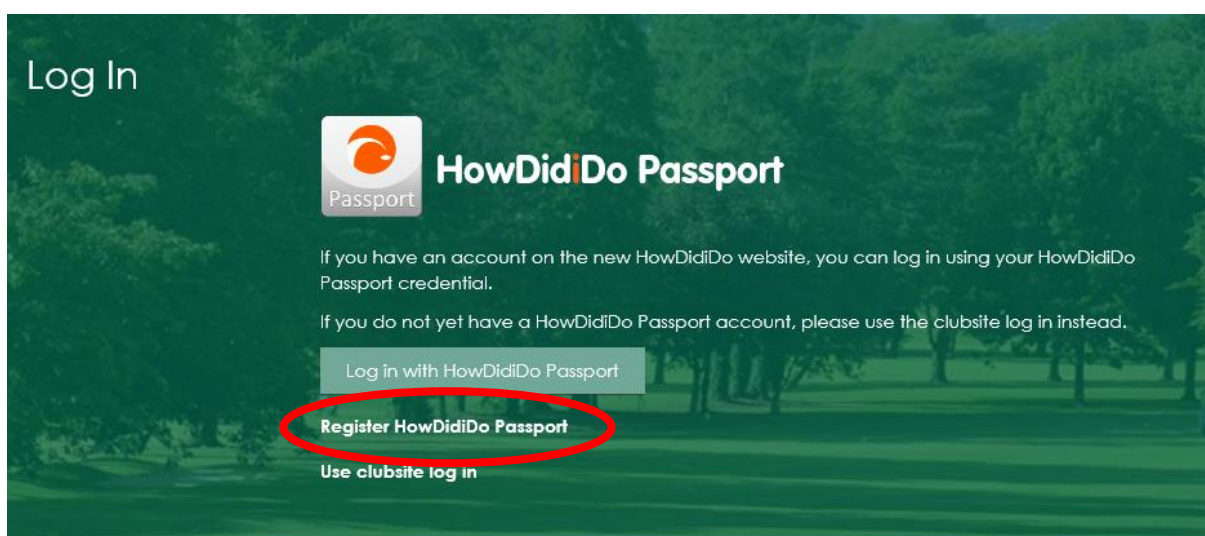 Log In
Passport
HowDidiDo Passport
If you have an account on the new HowDidiDo website, you can log in using your HowDidiDo
Passport credential.
If you do not yet have a HowDidiDo Passport account, please use the clubsite log in instead.
Log in with HowDidiDo Passport
Register HowDidiDo Passport
Use clubsite log in